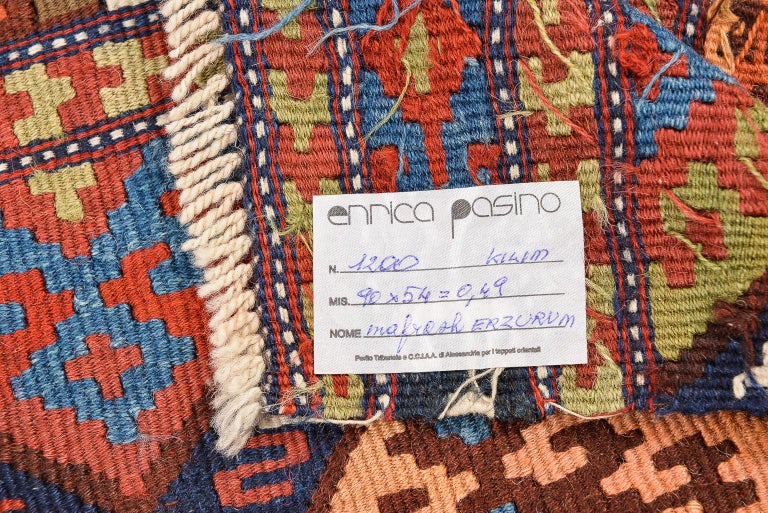 ennica pasino
N. 1200 KILIM
MIS. 90 x 54 = 0,49
NOME mafrash ERZURUM
Perito Tribunale e C.C.I.A.A. di Alessandria per i tappeti orientali